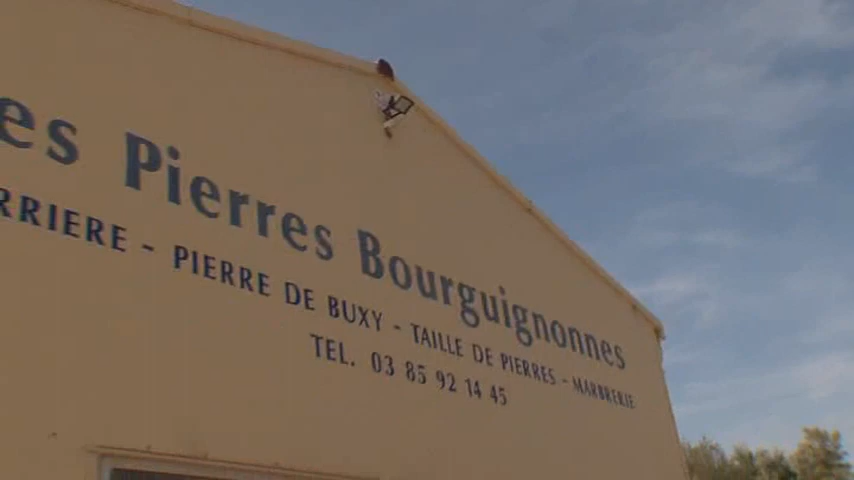 es Pierres Bourguignonnes
RRIERE - PIERRE DE BUXY - TAILLE DE PIERRES - MARBRERIE
TEL. 03 85 92 14 45